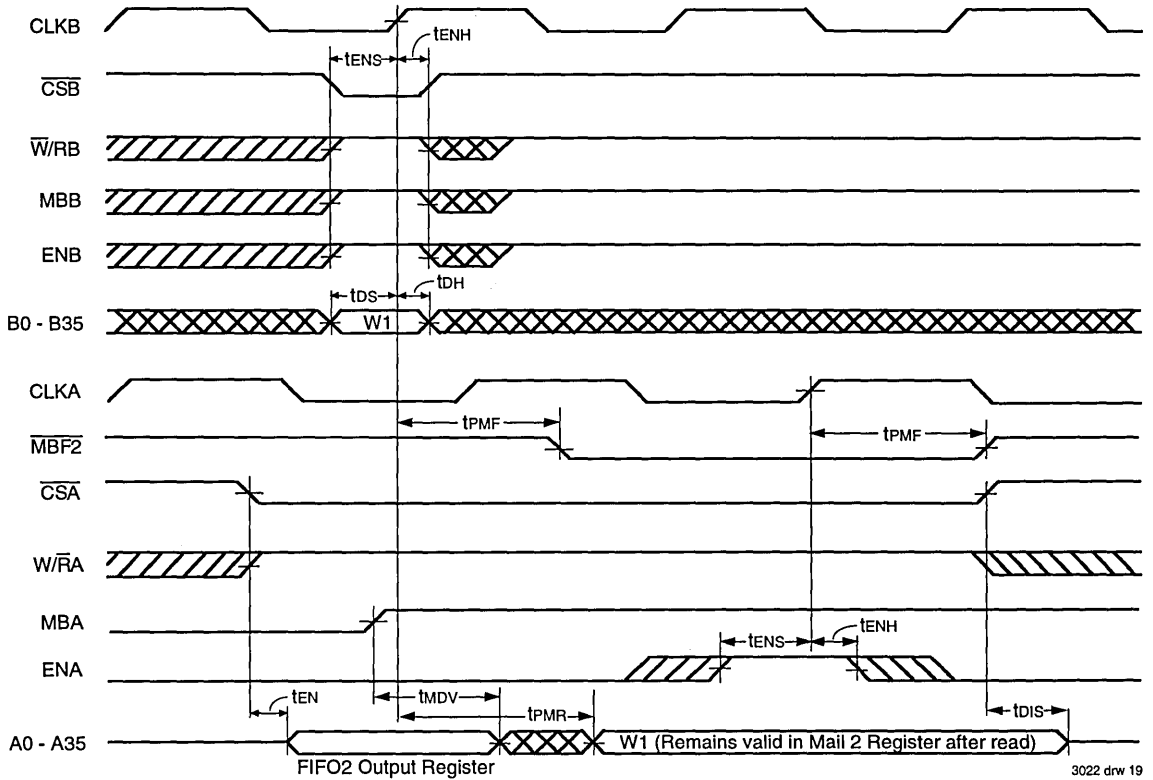 CLKB
tENH
tENS
CSB
W/RB
MBB
ENB
tDS
tDH
B0 - B35
W1
CLKA
tPMF
tPMF
MBF2
CSA
W/RA
MBA
tENS
tENH
ENA
tEN
tMDV
tPMR
tDIS
A0 - A35
W1 (Remains valid in Mail 2 Register after read)
FIFO2 Output Register
3022 drw 19